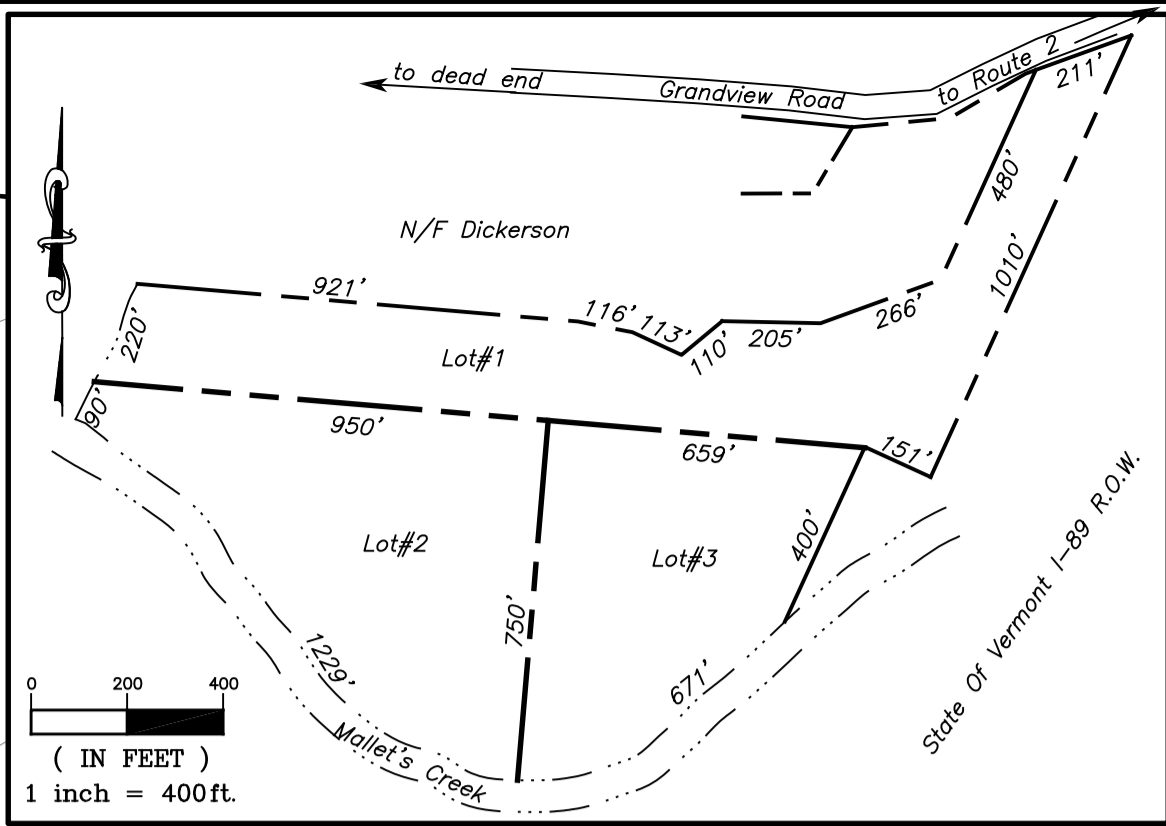 to dead end
Grandview Road
to Route 2
211'
480'
1010'
N/F Dickerson
921'
116'
113'
110'
205'
266'
220'
Lot#1
90'
950'
659'
151'
Lot#2
Lot#3
400'
750'
1229'
671'
Mallet's Creek
State Of Vermont I-89 R.O.W.
0 200 400
( IN FEET )
1 inch = 400ft.